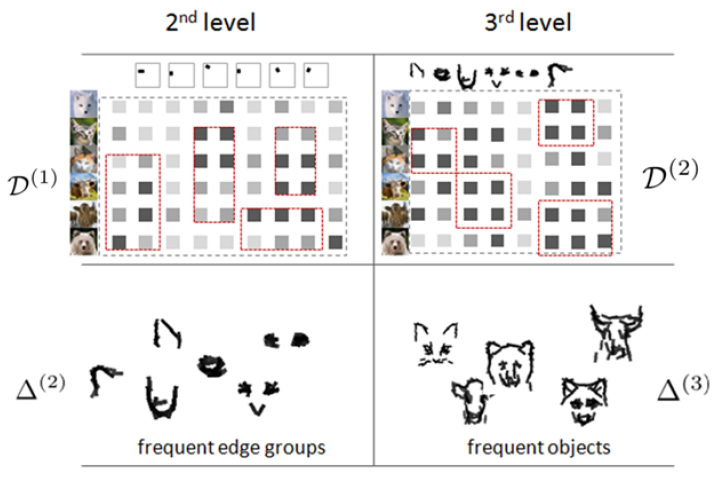 2nd level
3rd level
𝒟(1)
𝒟(2)
Δ(2)
Δ(3)
frequent edge groups
frequent objects